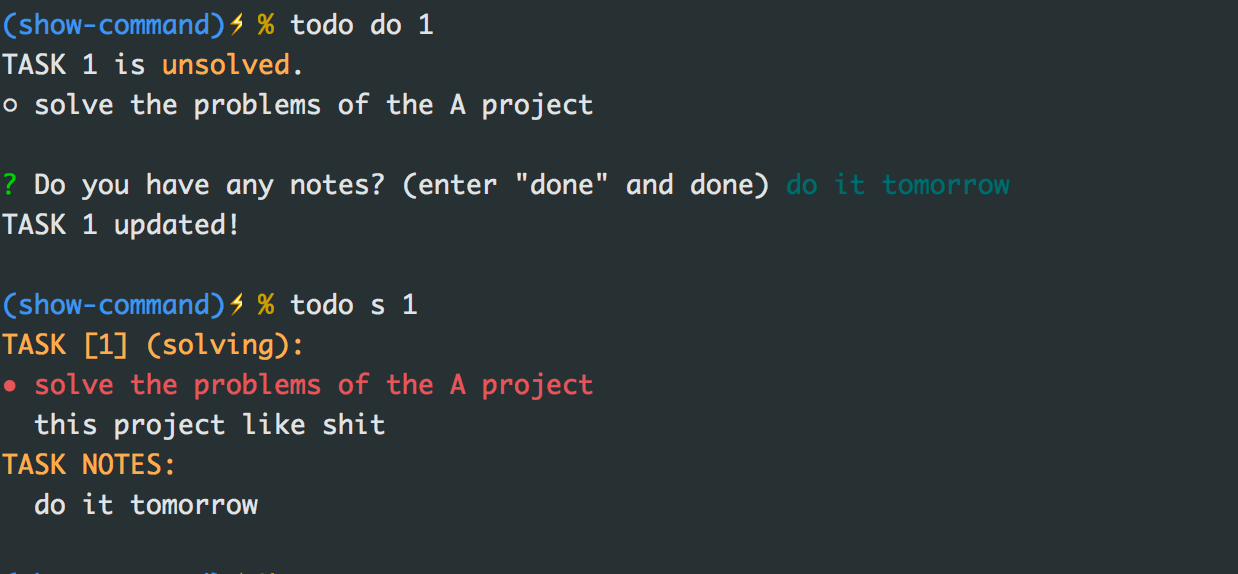 (show-command)⚡ % todo do 1
TASK 1 is unsolved.
○ solve the problems of the A project
? Do you have any notes? (enter "done" and done) do it tomorrow
TASK 1 updated!
(show-command)⚡ % todo s 1
TASK [1] (solving):
● solve the problems of the A project
this project like shit
TASK NOTES:
do it tomorrow